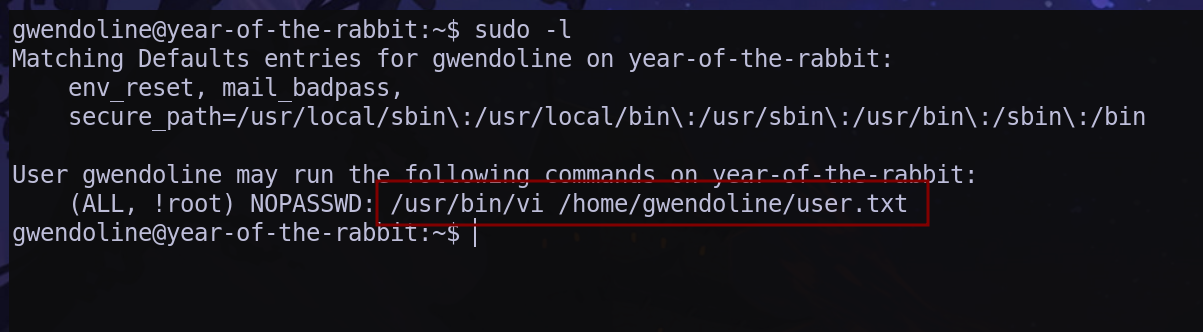 gwendoline@year-of-the-rabbit:~$ sudo -l
Matching Defaults entries for gwendoline on year-of-the-rabbit:
    env_reset, mail_badpass,
    secure_path=/usr/local/sbin\:/usr/local/bin\:/usr/sbin\:/usr/bin\:/sbin\:/bin

User gwendoline may run the following commands on year-of-the-rabbit:
    (ALL, !root) NOPASSWD: /usr/bin/vi /home/gwendoline/user.txt
gwendoline@year-of-the-rabbit:~$